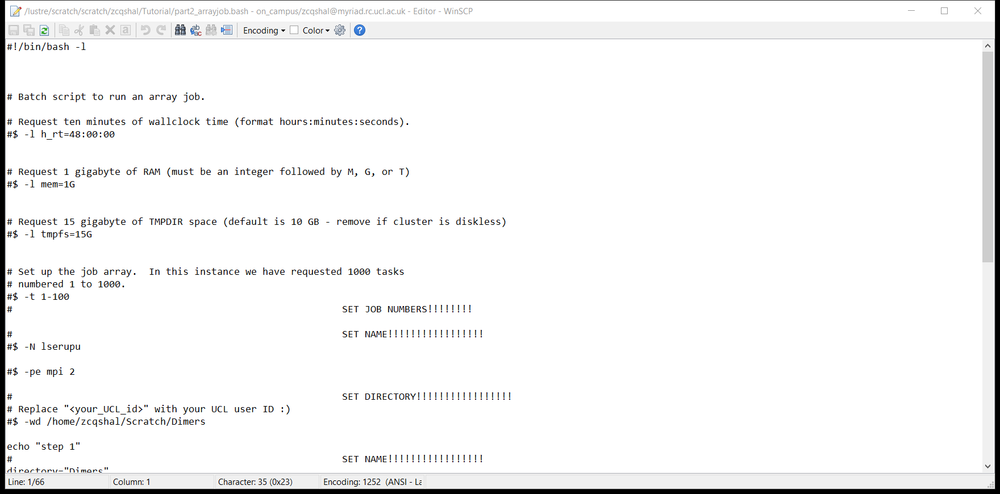 /lustre/scratch/scratch/zcqshal/Tutorial/part2_arrayjob.bash - on_campus/zcqshal@myriad.rc.ucl.ac.uk - Editor - WinSCP
Encoding Color
#!/bin/bash -l
# Batch script to run an array job.
# Request ten minutes of wallclock time (format hours:minutes:seconds).
#$ -l h_rt=48:00:00
# Request 1 gigabyte of RAM (must be an integer followed by M, G, or T)
#$ -l mem=1G
# Request 15 gigabyte of TMPDIR space (default is 10 GB - remove if cluster is diskless)
#$ -l tmpfs=15G
# Set up the job array.  In this instance we have requested 1000 tasks
# numbered 1 to 1000.
#$ -t 1-100
# SET JOB NUMBERS!!!!!!!!
# SET NAME!!!!!!!!!!!!!!!!!
#$ -N lserupu
#$ -pe mpi 2
# SET DIRECTORY!!!!!!!!!!!!!!!!!
# Replace "<your_UCL_id>" with your UCL user ID :)
#$ -wd /home/zcqshal/Scratch/Dimers
echo "step 1"
# SET NAME!!!!!!!!!!!!!!!!!
directory="Dimers"
Line: 1/66 Column: 1 Character: 35 (0x23) Encoding: 1252 (ANSI - La